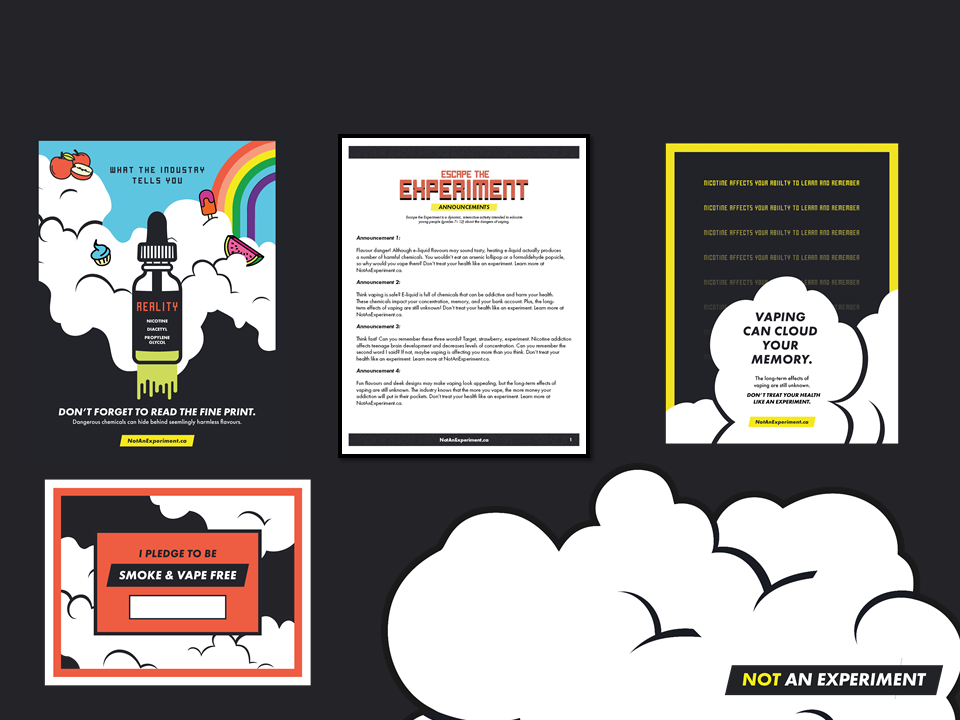 WHAT THE INDUSTRY
TELLS YOU
REALITY
NICOTINE
DIACETYL
PROPYLENE
GLYCOL
DON'T FORGET TO READ THE FINE PRINT.
Dangerous chemicals can hide behind seemingly harmless flavours.
NotAnExperiment.ca
ESCAPE THE
EXPERIMENT
ANNOUNCEMENTS
Escape the Experiment is a dynamic, interactive activity intended to educate
young people (grades 7-12) about the dangers of vaping.
Announcement 1:
Flavour danger! Although e-liquid flavours may sound tasty, heating e-liquid actually produces
a number of harmful chemicals. You wouldn't eat an arsenic lollipop or a formaldehyde popsicle,
so why would you vape them? Don't treat your health like an experiment. Learn more at
NotAnExperiment.ca.
Announcement 2:
Think vaping is safe? E-liquid is full of chemicals that can be addictive and harm your health.
These chemicals impact your concentration, memory, and your bank account. Plus, the long-
term effects of vaping are still unknown! Don't treat your health like an experiment. Learn more at
NotAnExperiment.ca.
Announcement 3:
Think fast! Can you remember these three words? Target, strawberry, experiment. Nicotine addiction
affects teenage brain development and decreases levels of concentration. Can you remember the
second word I said? If not, maybe vaping is affecting you more than you think. Don't treat your
health like an experiment. Learn more at NotAnExperiment.ca.
Announcement 4:
Fun flavours and sleek designs may make vaping look appealing, but the long-term effects of
vaping are still unknown. The industry knows that the more you vape, the more money your
addiction will put in their pockets. Don't treat your health like an experiment. Learn more at
NotAnExperiment.ca.
NotAnExperiment.ca
1
NICOTINE AFFECTS YOUR ABIILTY TO LEARN AND REMEMBER
NICOTINE AFFECTS YOUR ABIILTY TO LEARN AND REMEMBER
NICOTINE AFFECTS YOUR ABIILTY TO LEARN AND REMEMBER
NICOTINE AFFECTS YOUR ABIILTY TO LEARN AND REMEMBER
VAPING
CAN CLOUD
YOUR
MEMORY.
The long-term effects of
vaping are still unknown.
DON'T TREAT YOUR HEALTH
LIKE AN EXPERIMENT.
NotAnExperiment.ca
I PLEDGE TO BE
SMOKE & VAPE FREE
NOT AN EXPERIMENT